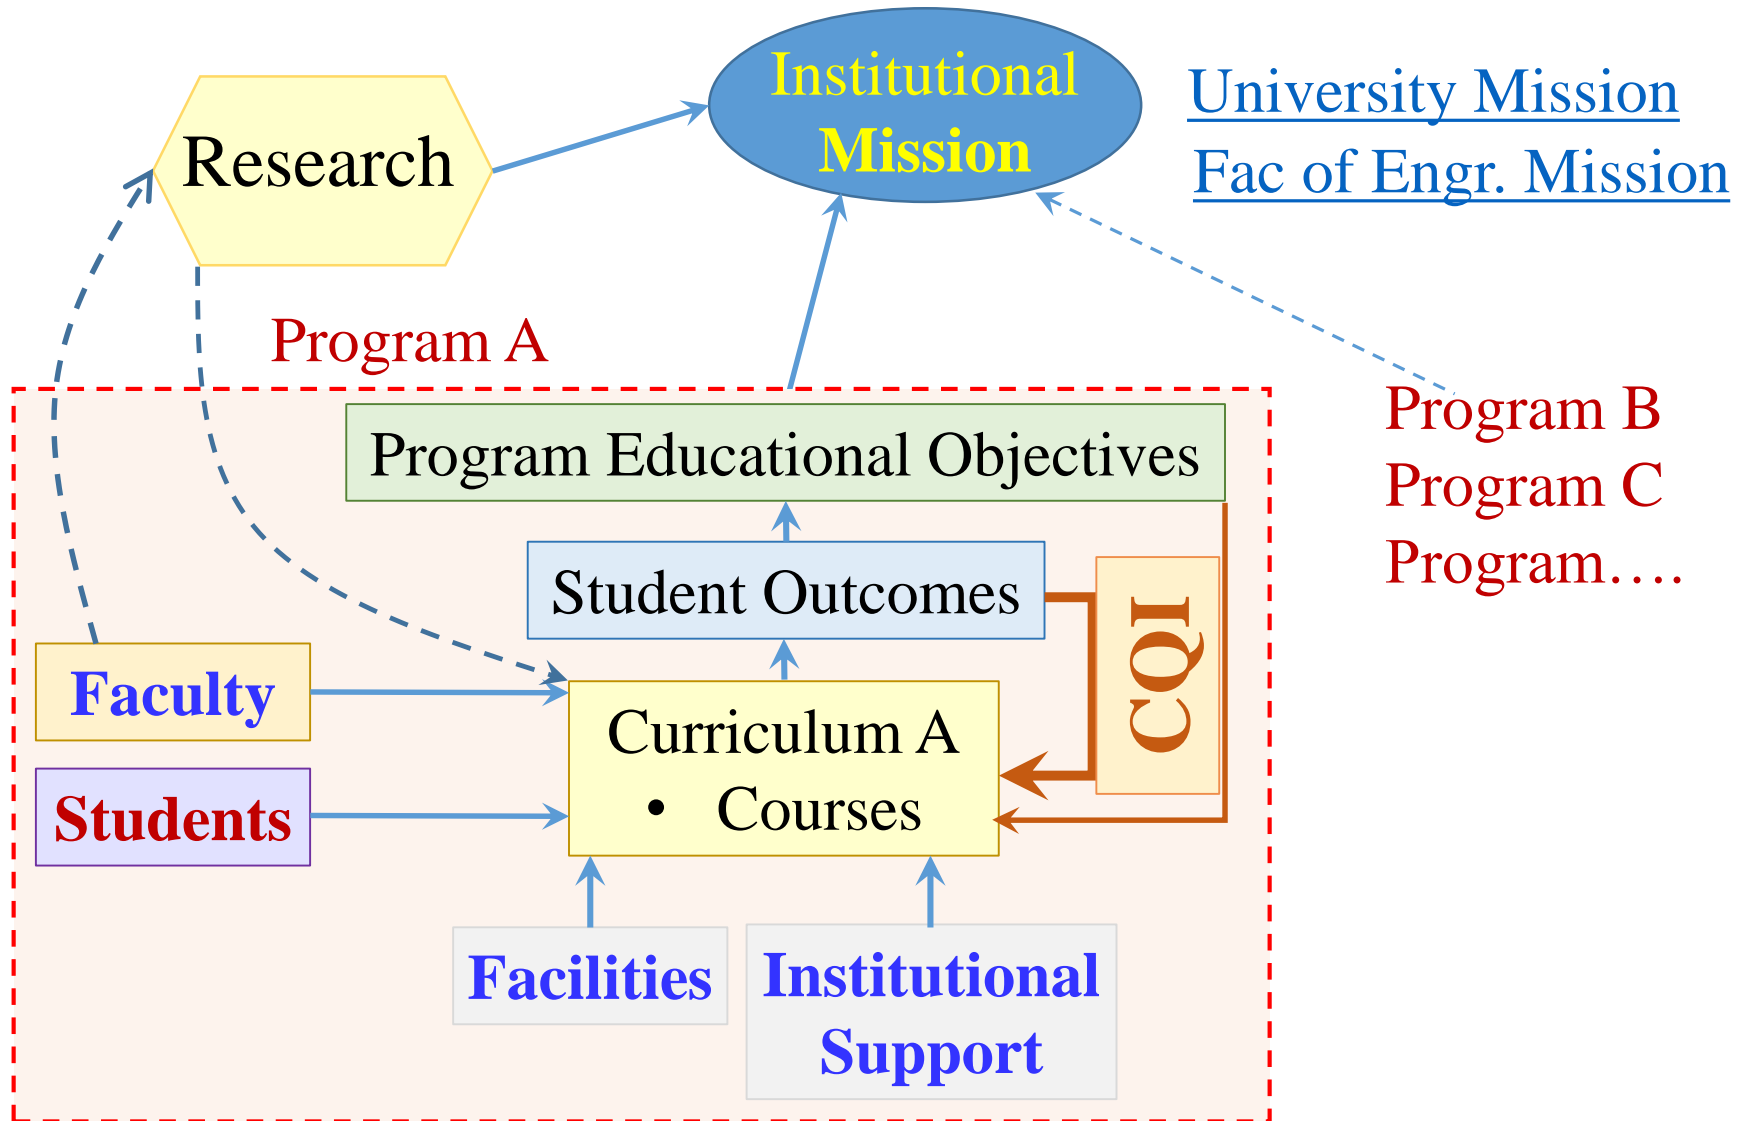 Institutional
Mission
University Mission
Fac of Engr. Mission
Research
Program A
Program B
Program C
Program….
Program Educational Objectives
Student Outcomes
CQI
Faculty
Curriculum A
• Courses
Students
Facilities
Institutional
Support